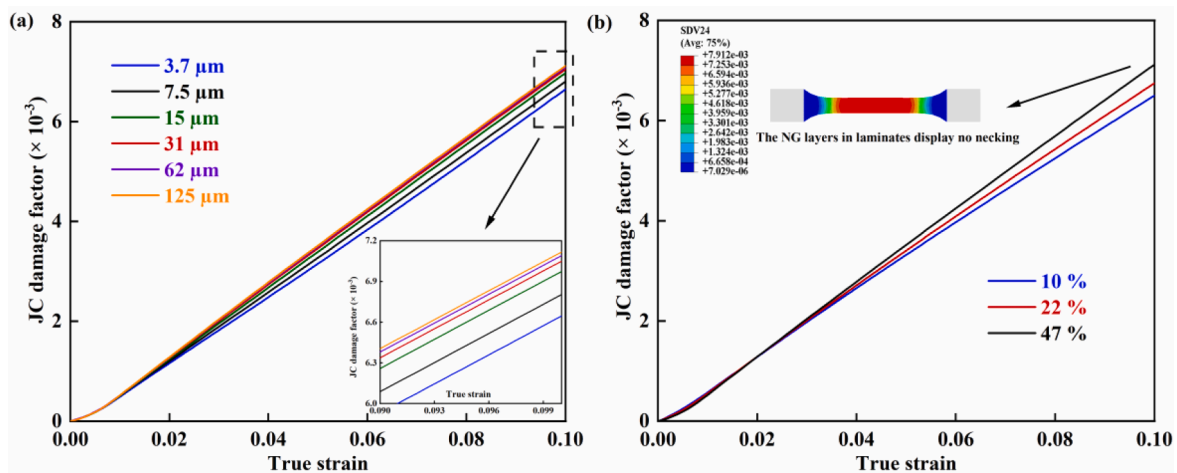 (a)
8
6
4
2
0
JC damage factor (× 10⁻³)
3.7 μm
7.5 μm
15 μm
31 μm
62 μm
125 μm
7.2
6.9
6.6
6.3
6.0
JC damage factor (× 10⁻³)
True strain
0.090 0.093 0.096 0.099
0.00 0.02 0.04 0.06 0.08 0.10
True strain
(b)
8
6
4
2
0
JC damage factor (× 10⁻³)
SDV24
(Avg: 75%)
+7.912e-03
+7.253e-03
+6.594e-03
+5.936e-03
+5.277e-03
+4.618e-03
+3.959e-03
+3.301e-03
+2.642e-03
+1.983e-03
+1.324e-03
+6.658e-04
+7.029e-06
The NG layers in laminates display no necking
10 %
22 %
47 %
0.00 0.02 0.04 0.06 0.08 0.10
True strain